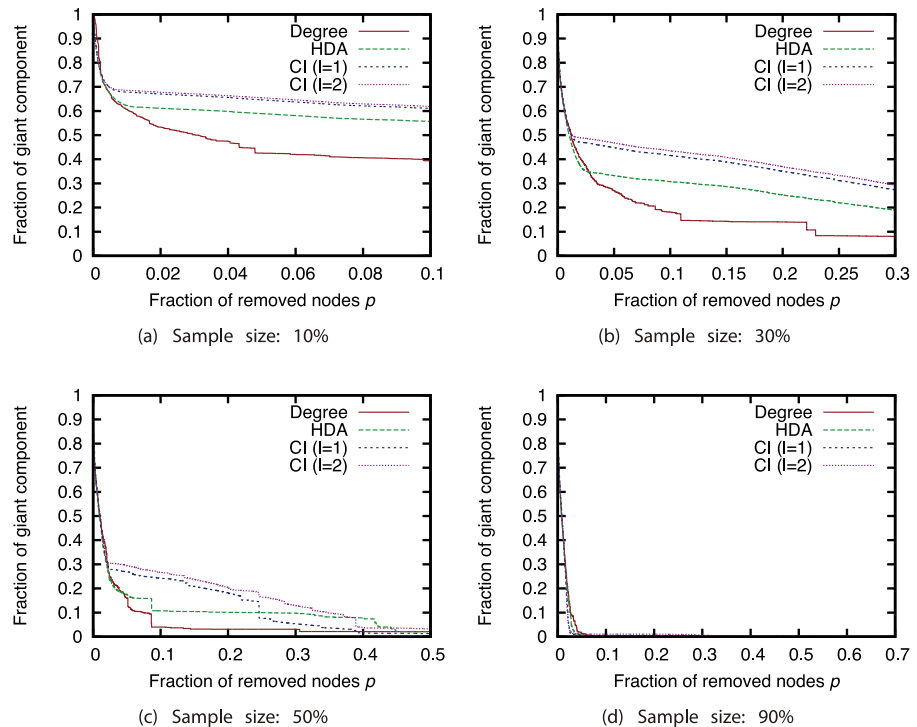 Fraction of giant component
1
0.9
0.8
0.7
0.6
0.5
0.4
0.3
0.2
0.1
0
Degree
HDA
CI (l=1)
CI (l=2)
0 0.02 0.04 0.06 0.08 0.1
Fraction of removed nodes p
(a) Sample size: 10%
Fraction of giant component
1
0.9
0.8
0.7
0.6
0.5
0.4
0.3
0.2
0.1
0
Degree
HDA
CI (l=1)
CI (l=2)
0 0.05 0.1 0.15 0.2 0.25 0.3
Fraction of removed nodes p
(b) Sample size: 30%
Fraction of giant component
1
0.9
0.8
0.7
0.6
0.5
0.4
0.3
0.2
0.1
0
Degree
HDA
CI (l=1)
CI (l=2)
0 0.1 0.2 0.3 0.4 0.5
Fraction of removed nodes p
(c) Sample size: 50%
Fraction of giant component
1
0.9
0.8
0.7
0.6
0.5
0.4
0.3
0.2
0.1
0
Degree
HDA
CI (l=1)
CI (l=2)
0 0.1 0.2 0.3 0.4 0.5 0.6 0.7
Fraction of removed nodes p
(d) Sample size: 90%